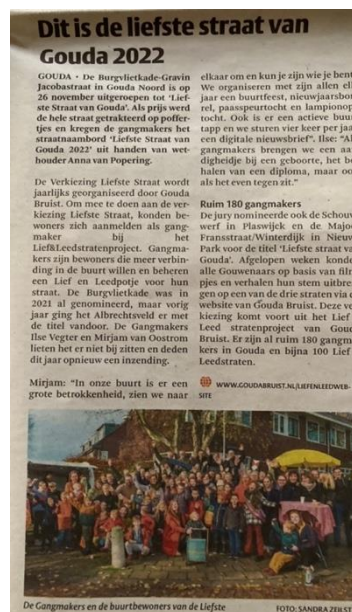 Dit is de liefste straat van
Gouda 2022
GOUDA • De Burgvlietkade-Gravin
Jacobastraat in Gouda Noord is op
26 november uitgeroepen tot ‘Lief-
ste Straat van Gouda’. Als prijs werd
de hele straat getrakteerd op poffer-
tjes en kregen de gangmakers het
straatnaambord ‘Liefste Straat van
Gouda 2022’ uit handen van wet-
houder Anna van Popering.
De Verkiezing Liefste Straat wordt
jaarlijks georganiseerd door Gouda
Bruist. Om mee te doen aan de ver-
kiezing Liefste Straat, konden be-
woners zich aanmelden als gang-
maker bij het
Lief&Leedstratenproject. Gangma-
kers zijn bewoners die meer verbin-
ding in de buurt willen en beheren
een Lief en Leedpotje voor hun
straat. De Burgvlietkade was in
2021 al genomineerd, maar vorig
jaar ging het Albrechtsveld er met
de titel vandoor. De Gangmakers
Ilse Vegter en Mirjam van Oostrom
lieten het er niet bij zitten en deden
dit jaar opnieuw een inzending.
Mirjam: “In onze buurt is er een
grote betrokkenheid, zien we naar
elkaar om en kun je zijn wie je bent
We organiseren met zijn allen el
jaar een buurtfeest, nieuwjaarsbor
rel, paasspeurtocht en lampionop
tocht. Ook is er een actieve buur
tapp en we sturen vier keer per jaa
een digitale nieuwsbrief”. Ilse: “Al
gangmakers brengen we een aar
digheidje bij een geboorte, het be
halen van een diploma, maar oo
als het even tegen zit.”
Ruim 180 gangmakers
De jury nomineerde ook de Schouw
werf in Plaswijck en de Majoo
Fransstraat/Winterdijk in Nieuw
Park voor de titel ‘Liefste straat va
Gouda’. Afgelopen weken konde
alle Gouwenaars op basis van film
pjes en verhalen hun stem uitbren
gen op een van de drie straten via d
website van Gouda Bruist. Deze ve
kiezing komt voort uit het Lief
Leed stratenproject van Goud
Bruist. Er zijn al ruim 180 gangm
kers in Gouda en bijna 100 Lief
Leedstraten.
WWW.GOUDABRUIST.NL/LIEFENLEEDWEB-
SITE
De Gangmakers en de buurtbewoners van de Liefste
FOTO: SANDRA